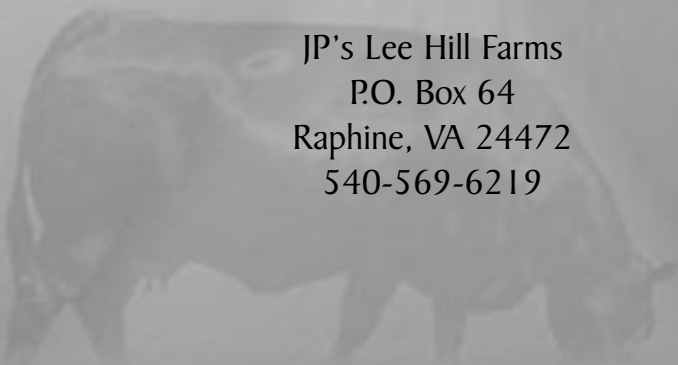 JP's Lee Hill Farms
P.O. Box 64
Raphine, VA 24472
540-569-6219